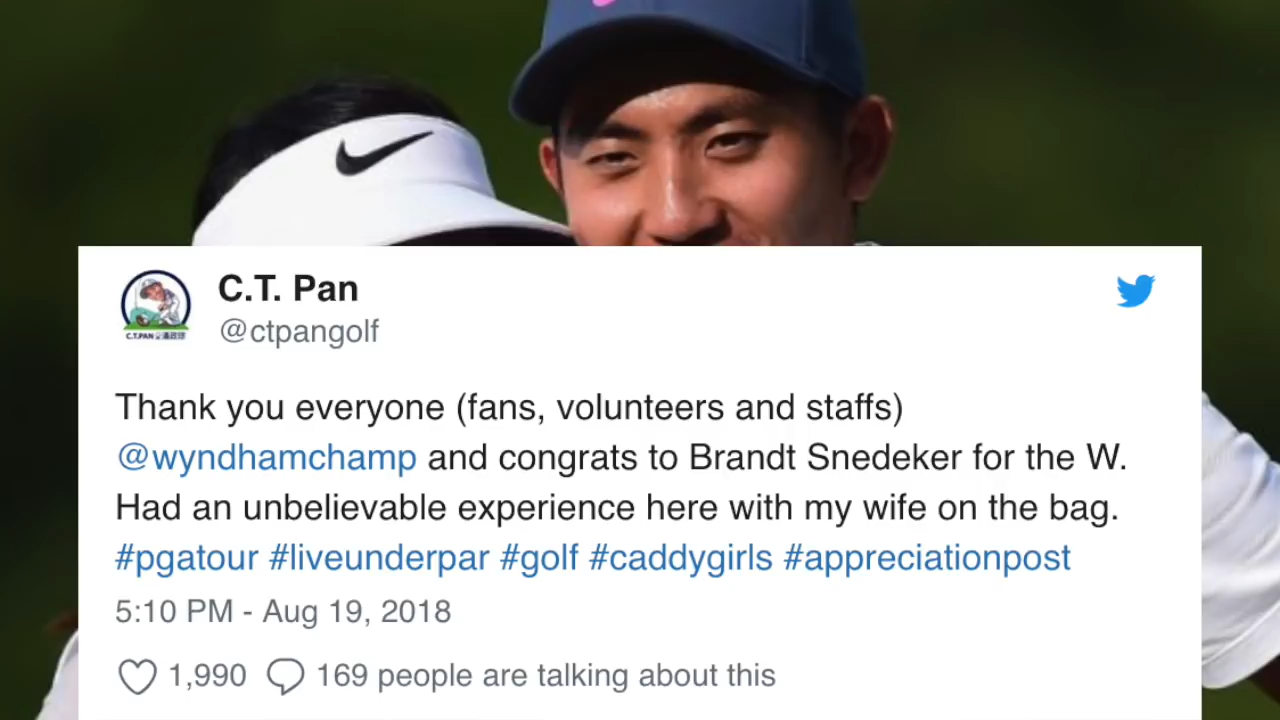 C.T. Pan
@ctpangolf
Thank you everyone (fans, volunteers and staffs)
@wyndhamchamp and congrats to Brandt Snedeker for the W.
Had an unbelievable experience here with my wife on the bag.
#pgatour #liveunderpar #golf #caddygirls #appreciationpost
5:10 PM - Aug 19, 2018
1,990 169 people are talking about this
C.T.PAN